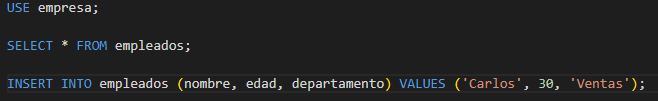 USE empresa;
SELECT * FROM empleados;
INSERT INTO empleados (nombre, edad, departamento) VALUES ('Carlos', 30, 'Ventas');